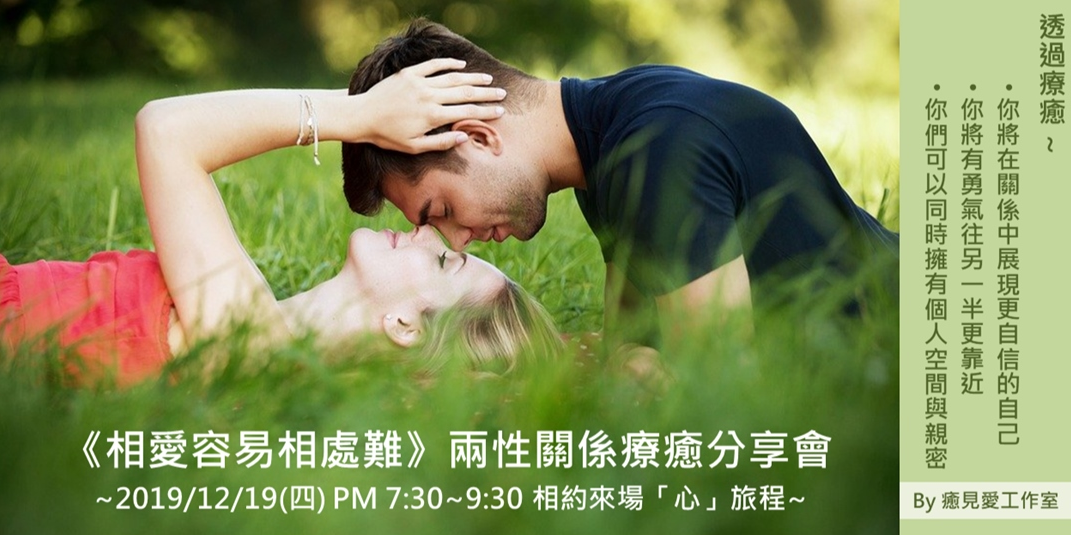 透過療癒～
•你將在關係中展現更自信的自己
•你將有勇氣往另一半更靠近
•你們可以同時擁有個人空間與親密
《相愛容易相處難》兩性關係療癒分享會
~2019/12/19(四) PM 7:30~9:30 相約來場「心」旅程~
By 癒見愛工作室